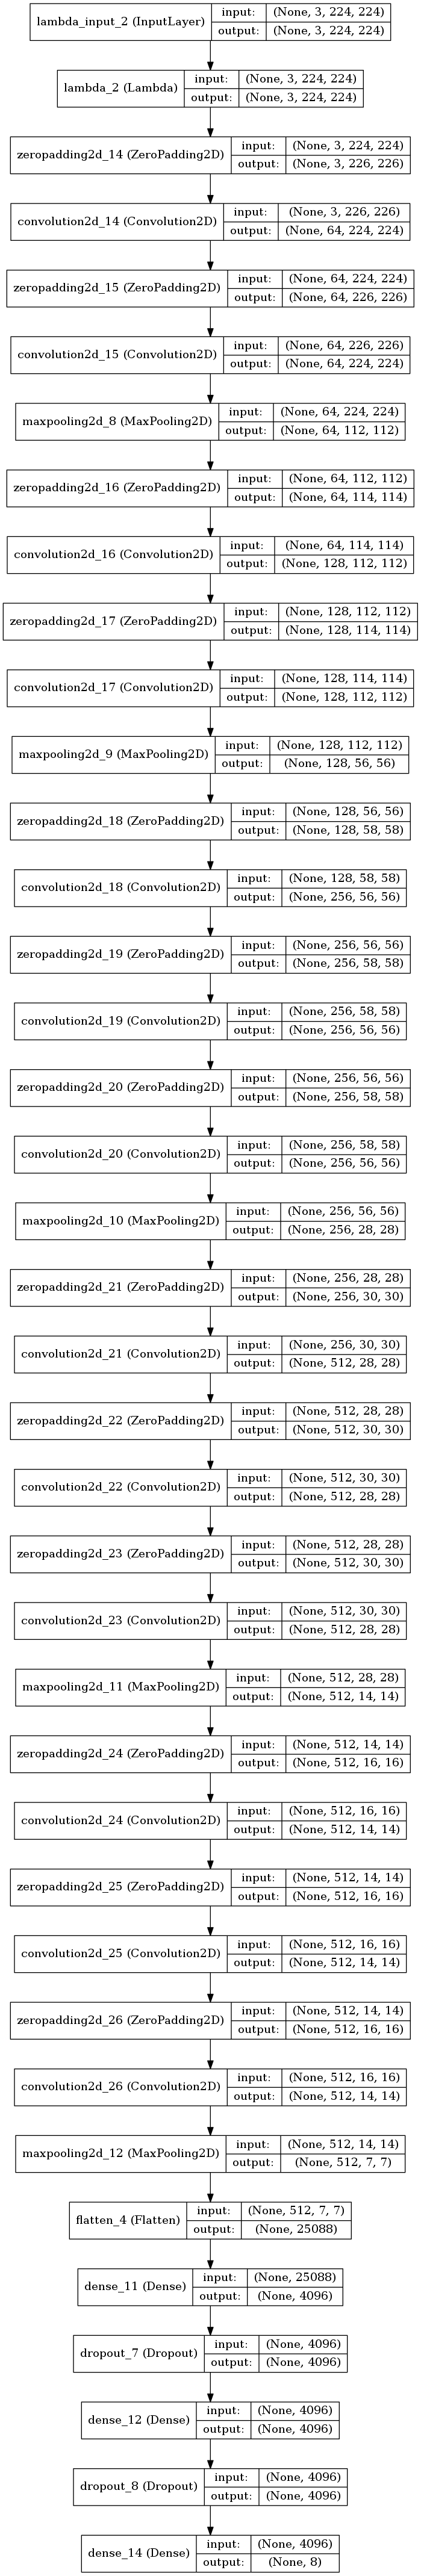 lambda_input_2 (InputLayer)
input: (None, 3, 224, 224)
output: (None, 3, 224, 224)
lambda_2 (Lambda)
input: (None, 3, 224, 224)
output: (None, 3, 224, 224)
zeropadding2d_14 (ZeroPadding2D)
input: (None, 3, 224, 224)
output: (None, 3, 226, 226)
convolution2d_14 (Convolution2D)
input: (None, 3, 226, 226)
output: (None, 64, 224, 224)
zeropadding2d_15 (ZeroPadding2D)
input: (None, 64, 224, 224)
output: (None, 64, 226, 226)
convolution2d_15 (Convolution2D)
input: (None, 64, 226, 226)
output: (None, 64, 224, 224)
maxpooling2d_8 (MaxPooling2D)
input: (None, 64, 224, 224)
output: (None, 64, 112, 112)
zeropadding2d_16 (ZeroPadding2D)
input: (None, 64, 112, 112)
output: (None, 64, 114, 114)
convolution2d_16 (Convolution2D)
input: (None, 64, 114, 114)
output: (None, 128, 112, 112)
zeropadding2d_17 (ZeroPadding2D)
input: (None, 128, 112, 112)
output: (None, 128, 114, 114)
convolution2d_17 (Convolution2D)
input: (None, 128, 114, 114)
output: (None, 128, 112, 112)
maxpooling2d_9 (MaxPooling2D)
input: (None, 128, 112, 112)
output: (None, 128, 56, 56)
zeropadding2d_18 (ZeroPadding2D)
input: (None, 128, 56, 56)
output: (None, 128, 58, 58)
convolution2d_18 (Convolution2D)
input: (None, 128, 58, 58)
output: (None, 256, 56, 56)
zeropadding2d_19 (ZeroPadding2D)
input: (None, 256, 56, 56)
output: (None, 256, 58, 58)
convolution2d_19 (Convolution2D)
input: (None, 256, 58, 58)
output: (None, 256, 56, 56)
zeropadding2d_20 (ZeroPadding2D)
input: (None, 256, 56, 56)
output: (None, 256, 58, 58)
convolution2d_20 (Convolution2D)
input: (None, 256, 58, 58)
output: (None, 256, 56, 56)
maxpooling2d_10 (MaxPooling2D)
input: (None, 256, 56, 56)
output: (None, 256, 28, 28)
zeropadding2d_21 (ZeroPadding2D)
input: (None, 256, 28, 28)
output: (None, 256, 30, 30)
convolution2d_21 (Convolution2D)
input: (None, 256, 30, 30)
output: (None, 512, 28, 28)
zeropadding2d_22 (ZeroPadding2D)
input: (None, 512, 28, 28)
output: (None, 512, 30, 30)
convolution2d_22 (Convolution2D)
input: (None, 512, 30, 30)
output: (None, 512, 28, 28)
zeropadding2d_23 (ZeroPadding2D)
input: (None, 512, 28, 28)
output: (None, 512, 30, 30)
convolution2d_23 (Convolution2D)
input: (None, 512, 30, 30)
output: (None, 512, 28, 28)
maxpooling2d_11 (MaxPooling2D)
input: (None, 512, 28, 28)
output: (None, 512, 14, 14)
zeropadding2d_24 (ZeroPadding2D)
input: (None, 512, 14, 14)
output: (None, 512, 16, 16)
convolution2d_24 (Convolution2D)
input: (None, 512, 16, 16)
output: (None, 512, 14, 14)
zeropadding2d_25 (ZeroPadding2D)
input: (None, 512, 14, 14)
output: (None, 512, 16, 16)
convolution2d_25 (Convolution2D)
input: (None, 512, 16, 16)
output: (None, 512, 14, 14)
zeropadding2d_26 (ZeroPadding2D)
input: (None, 512, 14, 14)
output: (None, 512, 16, 16)
convolution2d_26 (Convolution2D)
input: (None, 512, 16, 16)
output: (None, 512, 14, 14)
maxpooling2d_12 (MaxPooling2D)
input: (None, 512, 14, 14)
output: (None, 512, 7, 7)
flatten_4 (Flatten)
input: (None, 512, 7, 7)
output: (None, 25088)
dense_11 (Dense)
input: (None, 25088)
output: (None, 4096)
dropout_7 (Dropout)
input: (None, 4096)
output: (None, 4096)
dense_12 (Dense)
input: (None, 4096)
output: (None, 4096)
dropout_8 (Dropout)
input: (None, 4096)
output: (None, 4096)
dense_14 (Dense)
input: (None, 4096)
output: (None, 8)